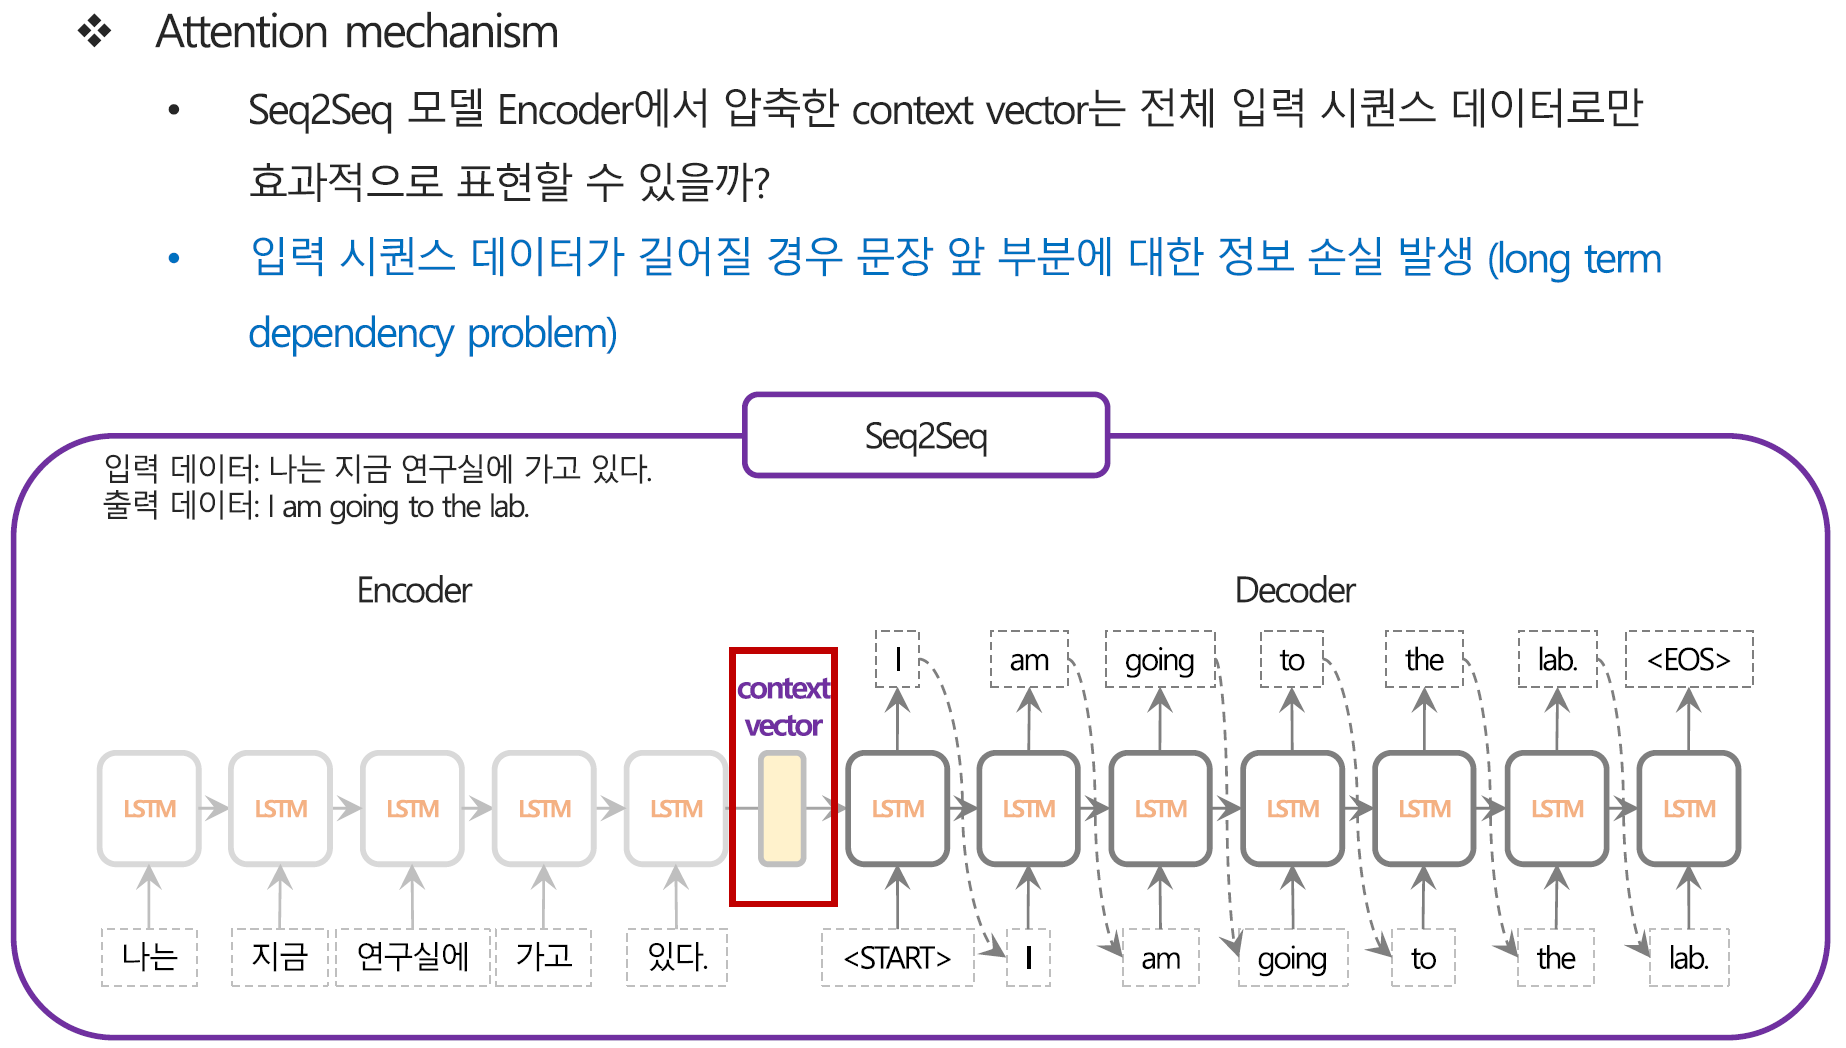 ❖ Attention mechanism
• Seq2Seq 모델 Encoder에서 압축한 context vector는 전체 입력 시퀀스 데이터로만
효과적으로 표현할 수 있을까?
• 입력 시퀀스 데이터가 길어질 경우 문장 앞 부분에 대한 정보 손실 발생 (long term
dependency problem)
Seq2Seq
입력 데이터: 나는 지금 연구실에 가고 있다.
출력 데이터: I am going to the lab.
Encoder
Decoder
I am going to the lab. <EOS>
context
vector
LSTM LSTM LSTM LSTM LSTM LSTM LSTM LSTM LSTM LSTM LSTM LSTM
나는 지금 연구실에 가고 있다. <START> I am going to the lab.